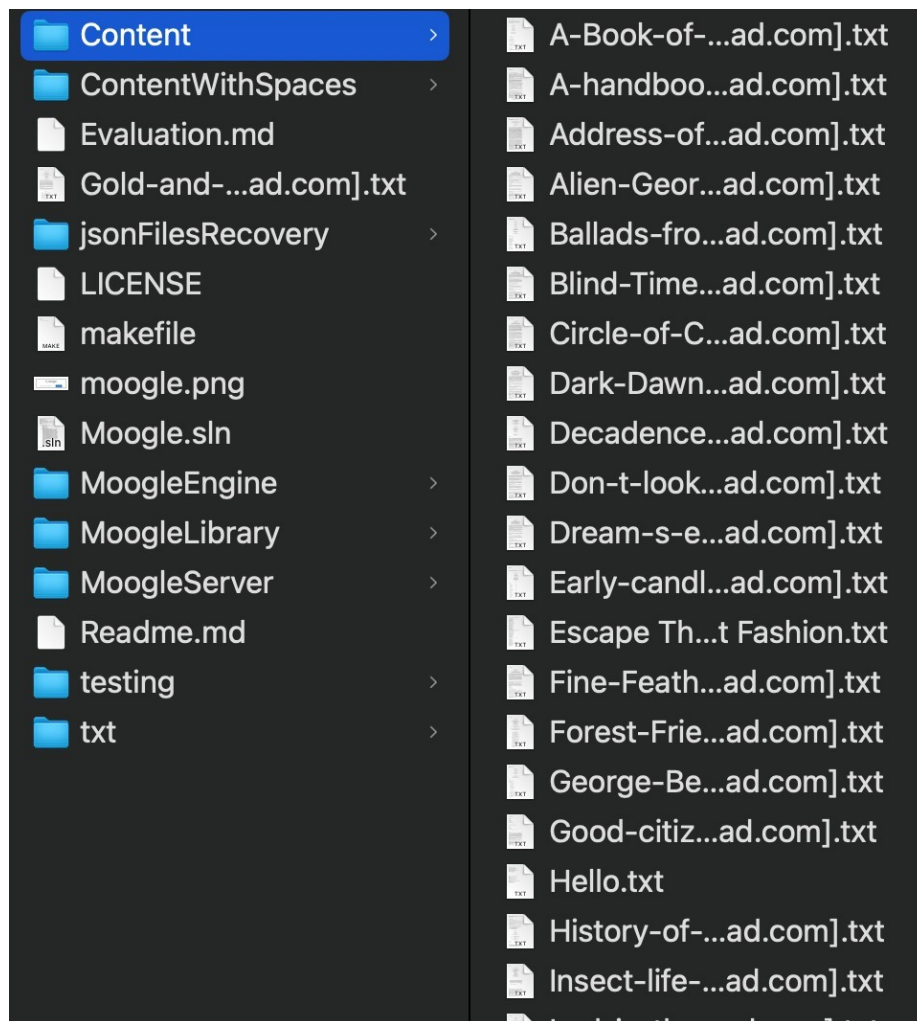 Content
ContentWithSpaces
Evaluation.md
Gold-and-...ad.com].txt
jsonFilesRecovery
LICENSE
makefile
moogle.png
Moogle.sln
MoogleEngine
MoogleLibrary
MoogleServer
Readme.md
testing
txt
A-Book-of-...ad.com].txt
A-handboo...ad.com].txt
Address-of...ad.com].txt
Alien-Geor...ad.com].txt
Ballads-fro...ad.com].txt
Blind-Time...ad.com].txt
Circle-of-C...ad.com].txt
Dark-Dawn...ad.com].txt
Decadence...ad.com].txt
Don-t-look...ad.com].txt
Dream-s-e...ad.com].txt
Early-candl...ad.com].txt
Escape Th...t Fashion.txt
Fine-Feath...ad.com].txt
Forest-Frie...ad.com].txt
George-Be...ad.com].txt
Good-citiz...ad.com].txt
Hello.txt
History-of-...ad.com].txt
Insect-life-...ad.com].txt